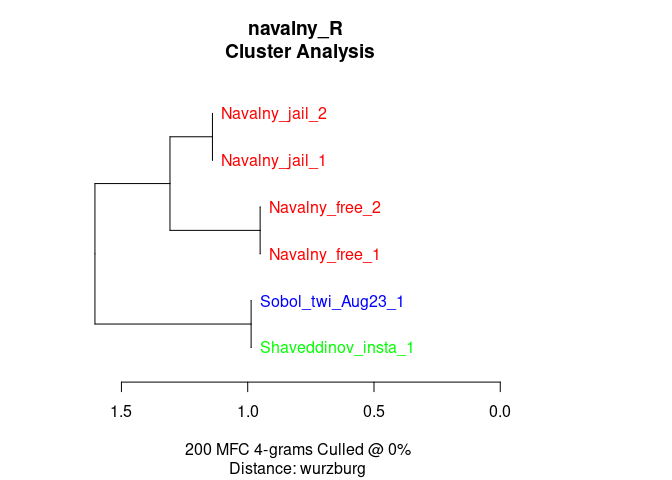 navalny_R
Cluster Analysis
Navalny_jail_2
Navalny_jail_1
Navalny_free_2
Navalny_free_1
Sobol_twi_Aug23_1
Shaveddinov_insta_1
1.5 1.0 0.5 0.0
200 MFC 4-grams Culled @ 0%
Distance: wurzburg